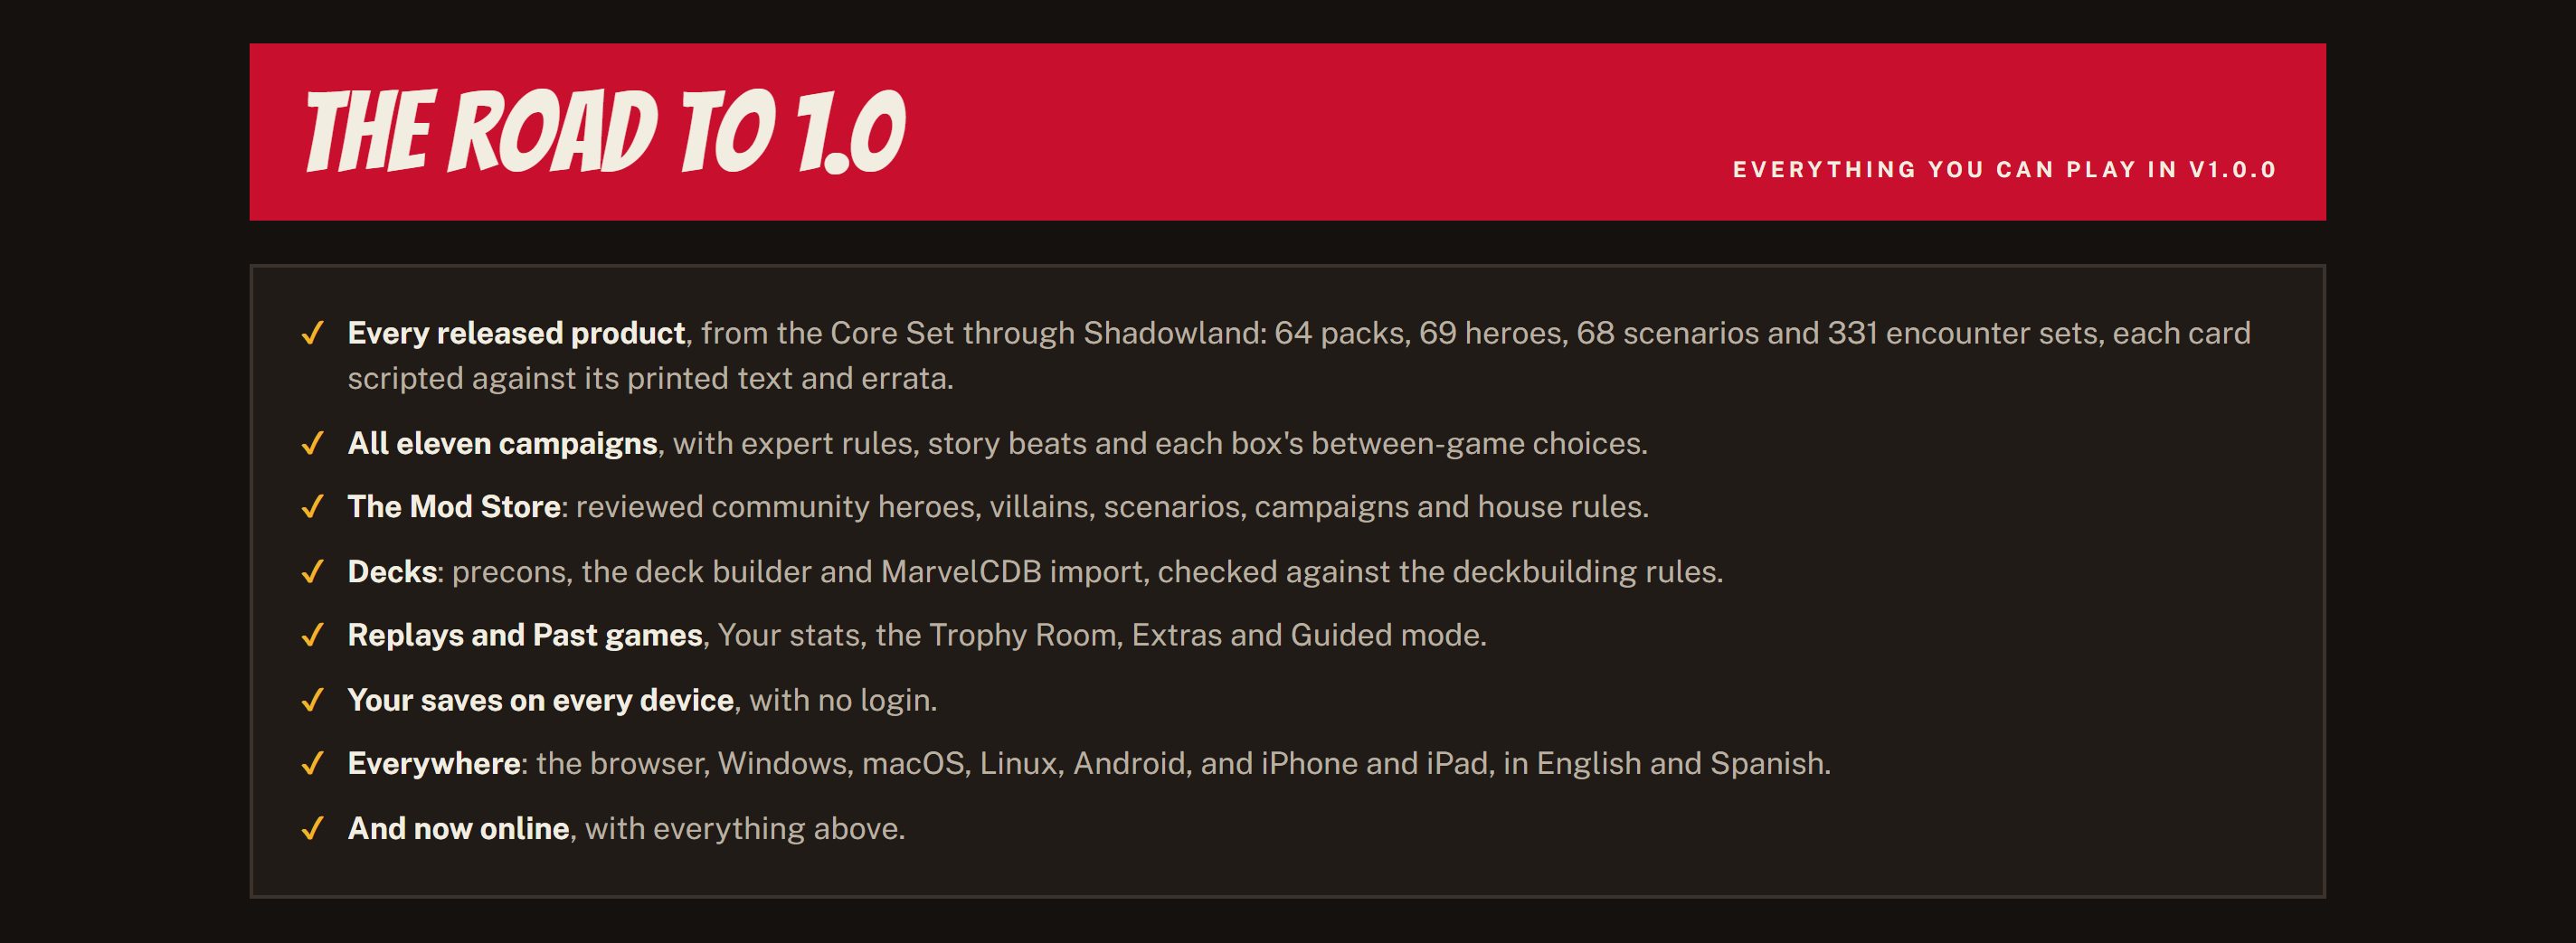 THE ROAD TO 1.0
EVERYTHING YOU CAN PLAY IN V1.0.0
✓ Every released product, from the Core Set through Shadowland: 64 packs, 69 heroes, 68 scenarios and 331 encounter sets, each card
scripted against its printed text and errata.
✓ All eleven campaigns, with expert rules, story beats and each box's between-game choices.
✓ The Mod Store: reviewed community heroes, villains, scenarios, campaigns and house rules.
✓ Decks: precons, the deck builder and MarvelCDB import, checked against the deckbuilding rules.
✓ Replays and Past games, Your stats, the Trophy Room, Extras and Guided mode.
✓ Your saves on every device, with no login.
✓ Everywhere: the browser, Windows, macOS, Linux, Android, and iPhone and iPad, in English and Spanish.
✓ And now online, with everything above.